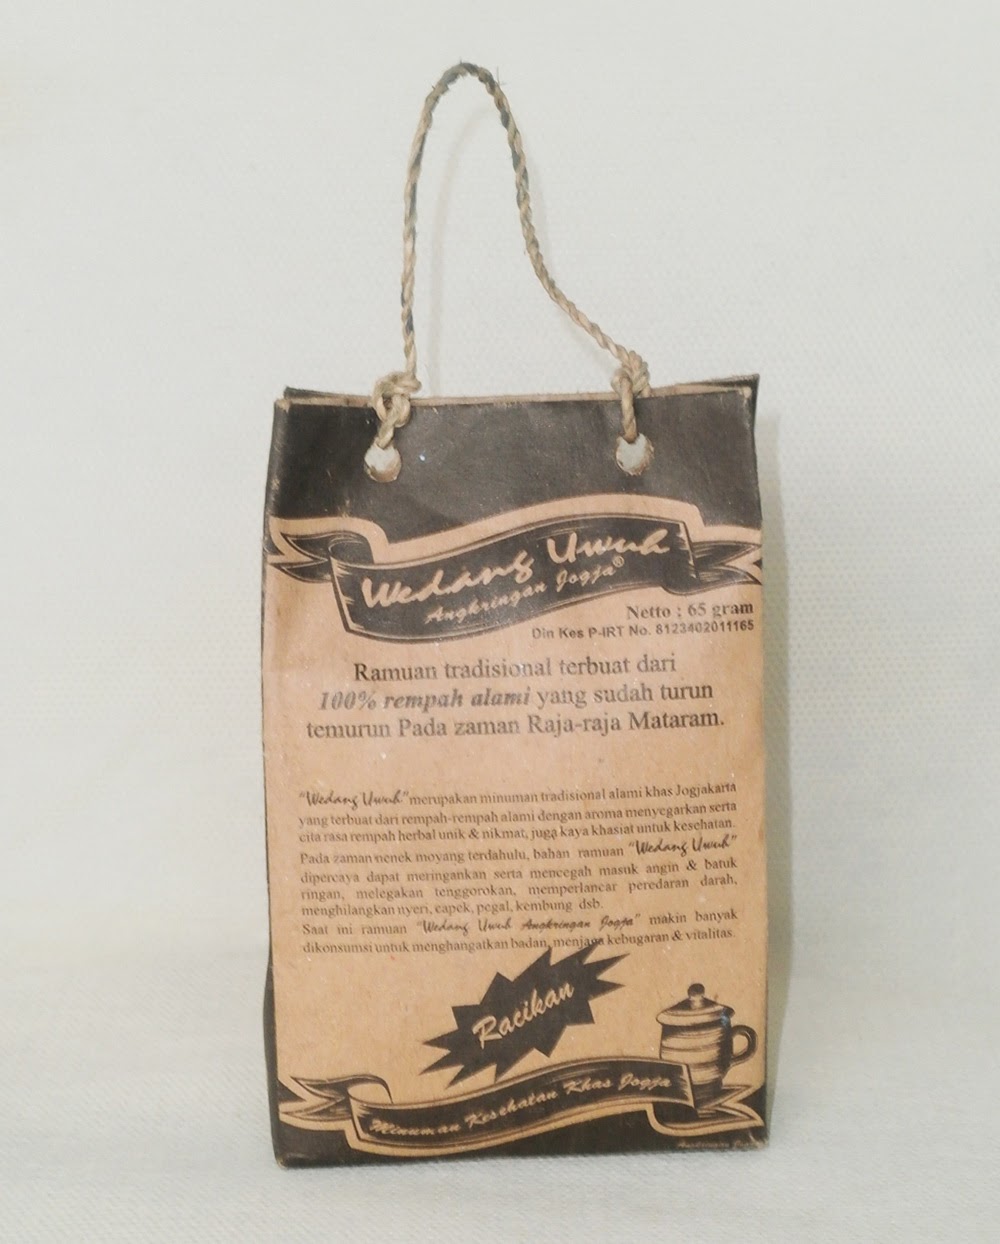 Wedang Uwuh
Angkringan Jogja®
Netto : 65 gram
Din Kes P-IRT No. 8123402011165
Ramuan tradisional terbuat dari
100% rempah alami yang sudah turun
temurun Pada zaman Raja-raja Mataram.
"Wedang Uwuh" merupakan minuman tradisional alami khas Jogjakarta
yang terbuat dari rempah-rempah alami dengan aroma menyegarkan serta
cita rasa rempah herbal unik & nikmat, juga kaya khasiat untuk kesehatan.
Pada zaman nenek moyang terdahulu, bahan ramuan "Wedang Uwuh"
dipercaya dapat meringankan serta mencegah masuk angin & batuk
ringan, melegakan tenggorokan, memperlancar peredaran darah,
menghilangkan nyeri, capek, pegal, kembung dsb.
Saat ini ramuan "Wedang Uwuh Angkringan Jogja" makin banyak
dikonsumsi untuk menghangatkan badan, menjaga kebugaran & vitalitas.
Racikan
Minuman Kesehatan Khas Jogja